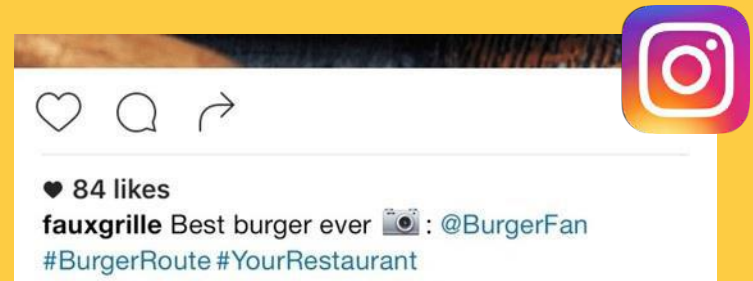 84 likes
fauxgrille Best burger ever 📷 : @BurgerFan
#BurgerRoute #YourRestaurant